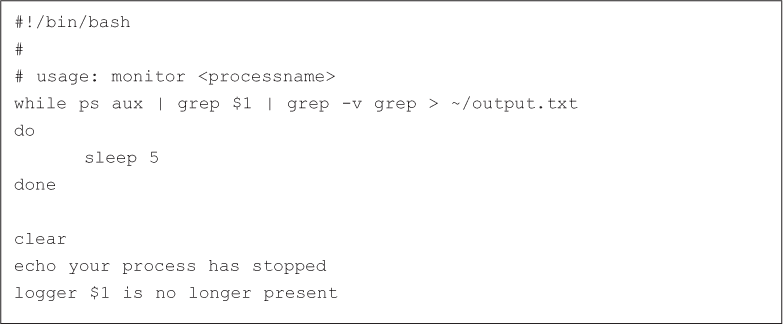 #!/bin/bash
#
# usage: monitor <processname>
while ps aux | grep $1 | grep -v grep > ~/output.txt
do
      sleep 5
done

clear
echo your process has stopped
logger $1 is no longer present